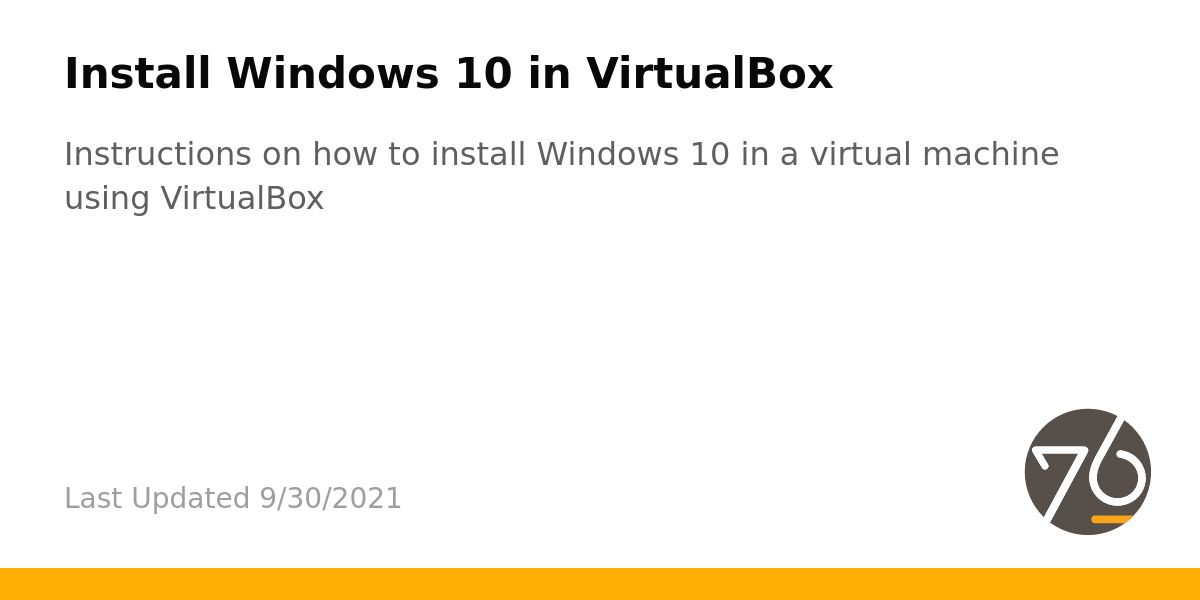 Install Windows 10 in VirtualBox
Instructions on how to install Windows 10 in a virtual machine
using VirtualBox
Last Updated 9/30/2021
76